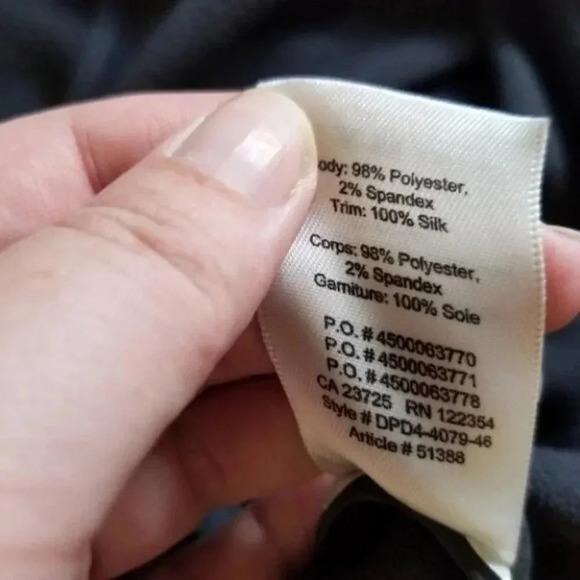 ody: 98% Polyester,
2% Spandex
Trim: 100% Silk
Corps: 98% Polyester,
2% Spandex
Garniture: 100% Soie
P.O. # 4500063770
P.O. # 4500063771
P.O. # 4500063778
CA 23725 RN 122354
Style # DPD4-4079-46
Article # 51388